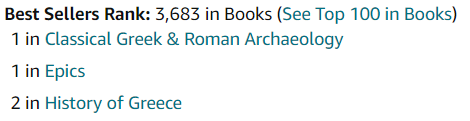 Best Sellers Rank: 3,683 in Books (See Top 100 in Books)
1 in Classical Greek & Roman Archaeology
1 in Epics
2 in History of Greece